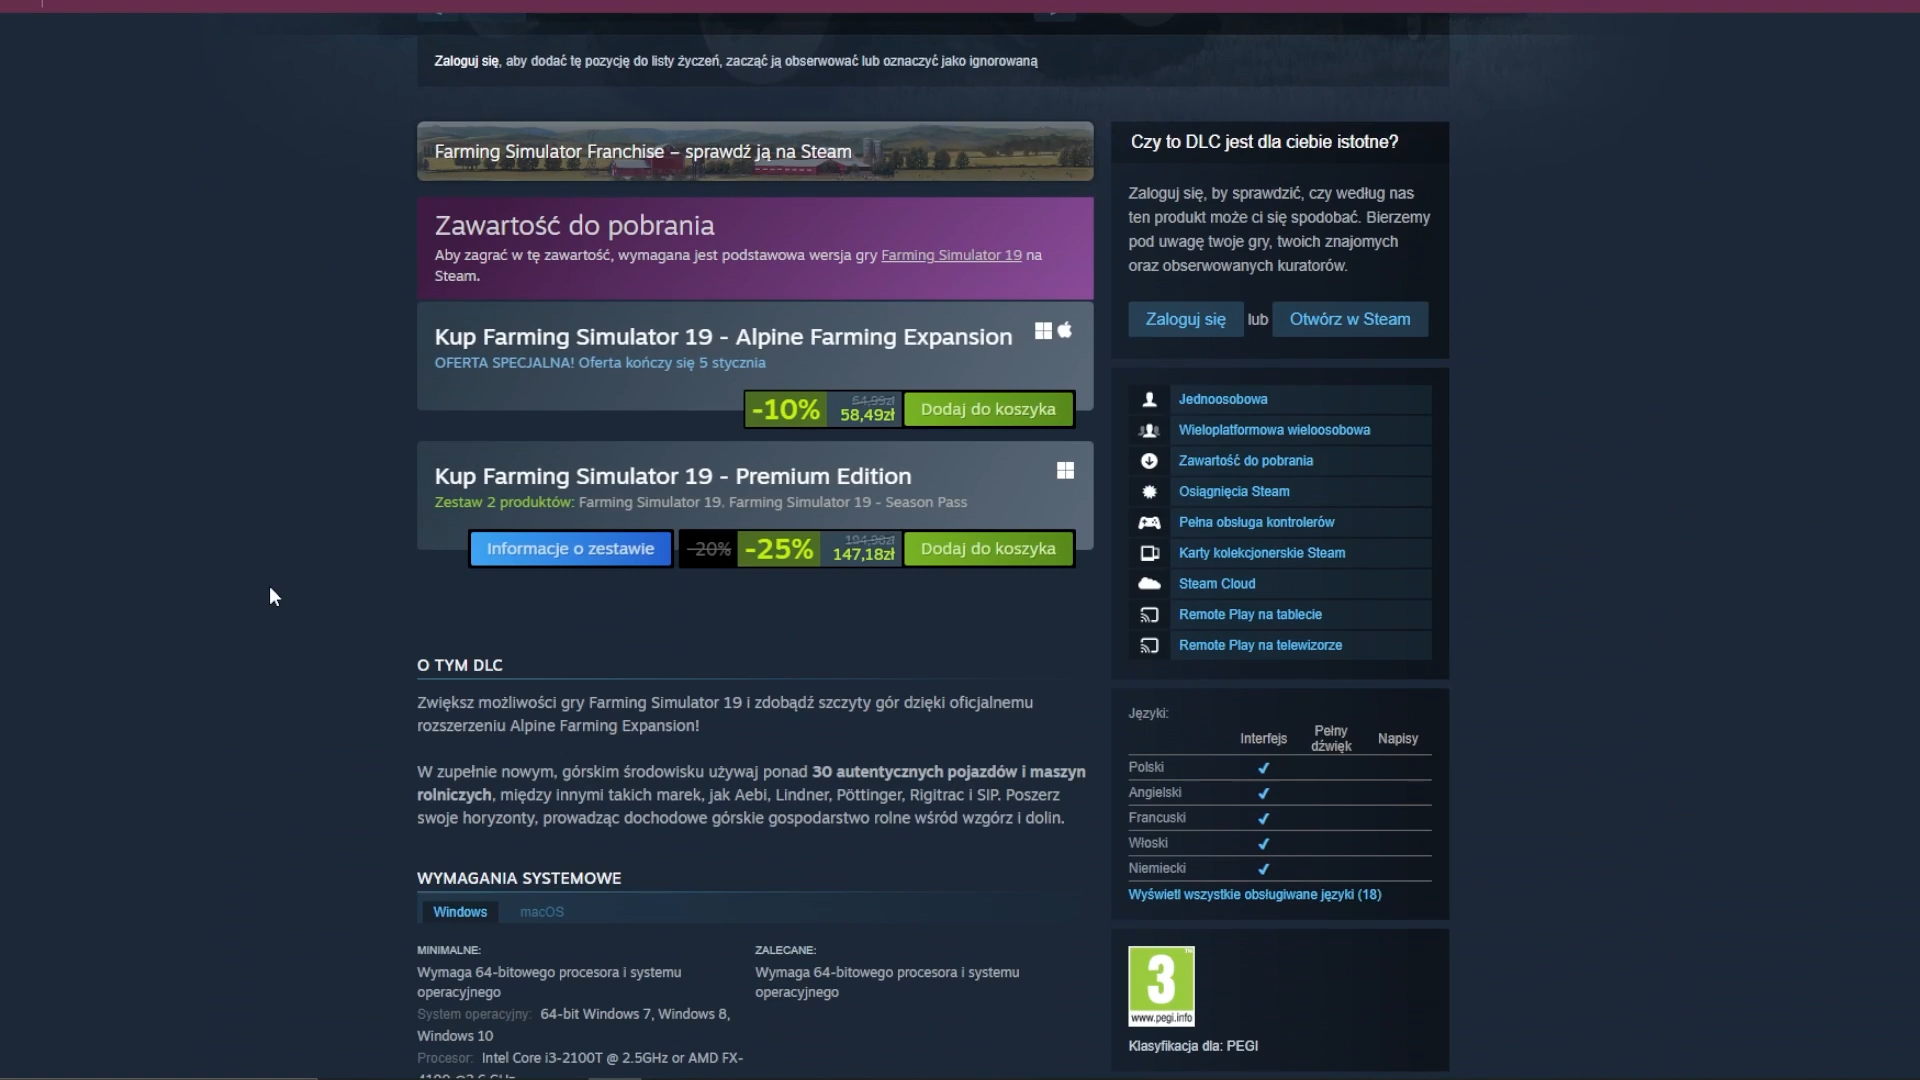 Zaloguj się, aby dodać tę pozycję do listy życzeń, zacząć ją obserwować lub oznaczyć jako ignorowaną
Farming Simulator Franchise – sprawdź ją na Steam
Zawartość do pobrania
Aby zagrać w tę zawartość, wymagana jest podstawowa wersja gry Farming Simulator 19 na
Steam.
Kup Farming Simulator 19 - Alpine Farming Expansion
OFERTA SPECJALNA! Oferta kończy się 5 stycznia
-10%
64,99zł
58,49zł
Dodaj do koszyka
Kup Farming Simulator 19 - Premium Edition
Zestaw 2 produktów: Farming Simulator 19, Farming Simulator 19 - Season Pass
Informacje o zestawie
-20%
-25%
194,98zł
147,18zł
Dodaj do koszyka
O TYM DLC
Zwiększ możliwości gry Farming Simulator 19 i zdobądź szczyty gór dzięki oficjalnemu
rozszerzeniu Alpine Farming Expansion!
W zupełnie nowym, górskim środowisku używaj ponad 30 autentycznych pojazdów i maszyn
rolniczych, między innymi takich marek, jak Aebi, Lindner, Pöttinger, Rigitrac i SIP. Poszerz
swoje horyzonty, prowadząc dochodowe górskie gospodarstwo rolne wśród wzgórz i dolin.
WYMAGANIA SYSTEMOWE
Windows
macOS
MINIMALNE:
Wymaga 64-bitowego procesora i systemu
operacyjnego
System operacyjny: 64-bit Windows 7, Windows 8,
Windows 10
Procesor: Intel Core i3-2100T @ 2.5GHz or AMD FX-
ZALECANE:
Wymaga 64-bitowego procesora i systemu
operacyjnego
Czy to DLC jest dla ciebie istotne?
Zaloguj się, by sprawdzić, czy według nas
ten produkt może ci się spodobać. Bierzemy
pod uwagę twoje gry, twoich znajomych
oraz obserwowanych kuratorów.
Zaloguj się lub Otwórz w Steam
Jednoosobowa
Wieloplatformowa wieloosobowa
Zawartość do pobrania
Osiągnięcia Steam
Pełna obsługa kontrolerów
Karty kolekcjonerskie Steam
Steam Cloud
Remote Play na tablecie
Remote Play na telewizorze
Języki:
Interfejs
Pełny
dźwięk
Napisy
Polski
Angielski
Francuski
Włoski
Niemiecki
Wyświetl wszystkie obsługiwane języki (18)
3
www.pegi.info
Klasyfikacja dla: PEGI